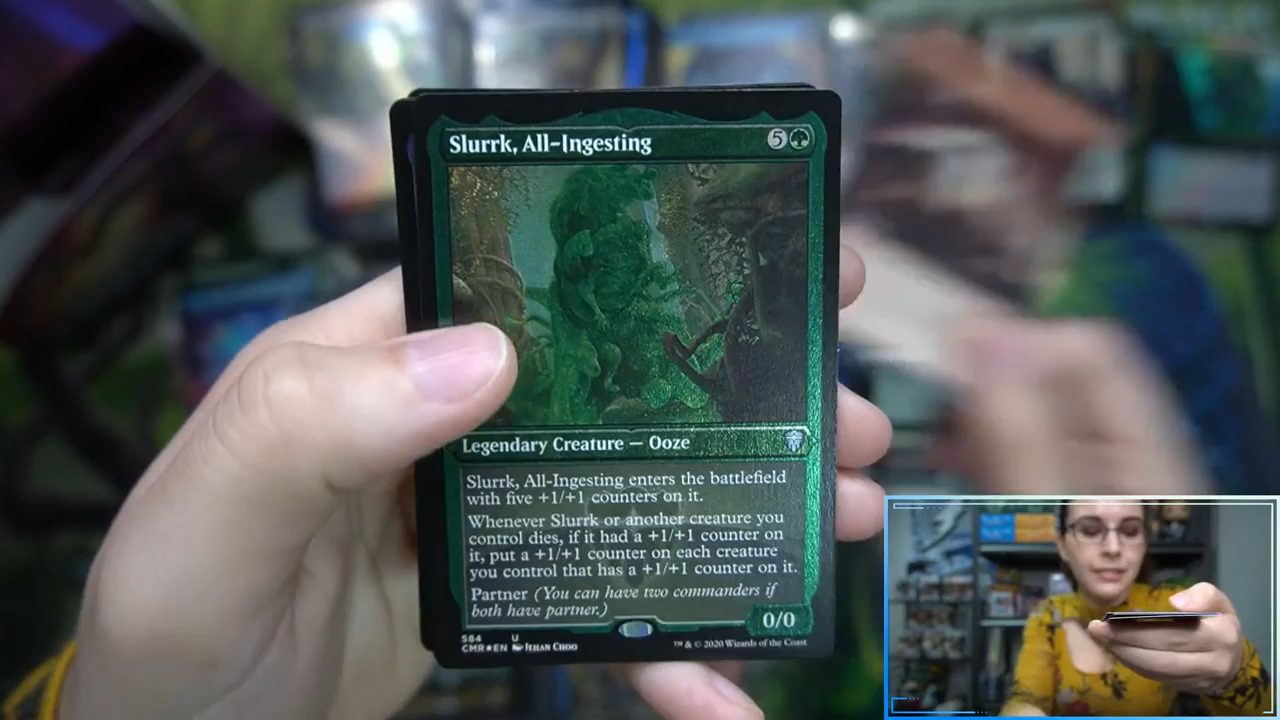 Slurrk, All-Ingesting 5
Legendary Creature — Ooze
Slurrk, All-Ingesting enters the battlefield
with five +1/+1 counters on it.
Whenever Slurrk or another creature you
control dies, if it had a +1/+1 counter on
it, put a +1/+1 counter on each creature
you control that has a +1/+1 counter on it.
Partner (You can have two commanders if
both have partner.)
0/0
584 U
CMR★EN Jehan Choo ™ & © 2020 Wizards of the Coast